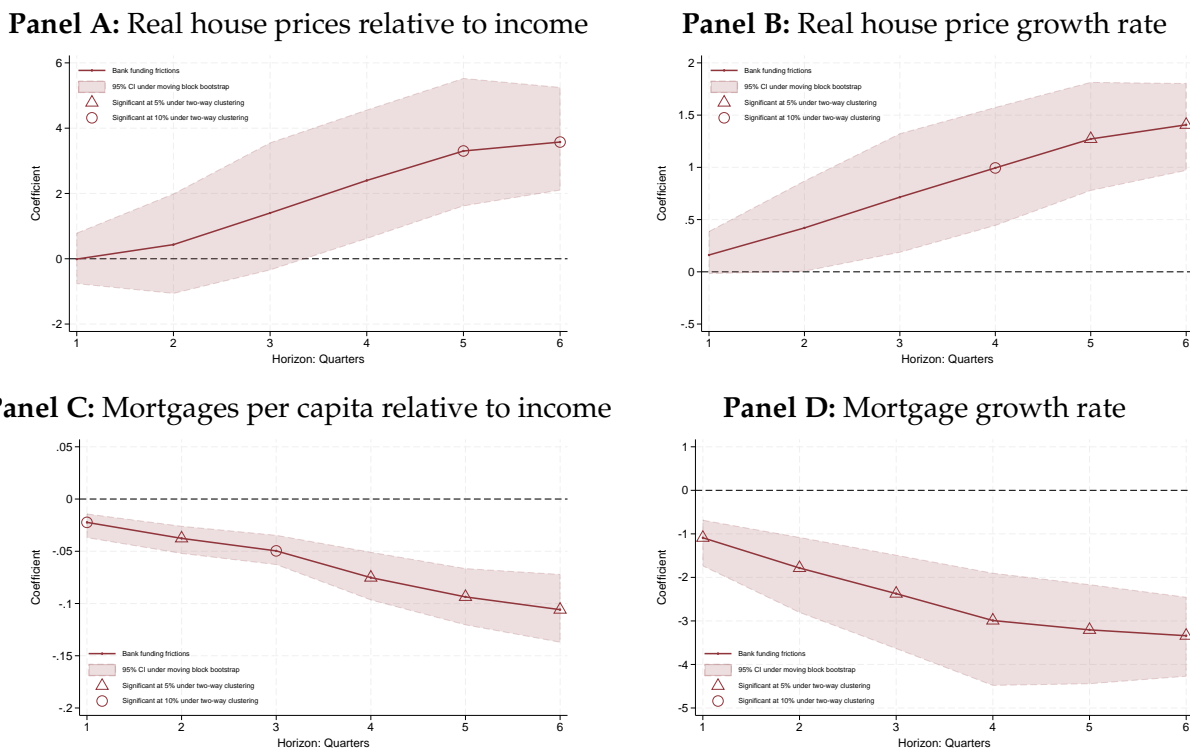 Panel A: Real house prices relative to income
6
4
2
0
-2
Coefficient
Bank funding frictions
95% CI under moving block bootstrap
Significant at 5% under two-way clustering
Significant at 10% under two-way clustering
1 2 3 4 5 6
Horizon: Quarters
Panel B: Real house price growth rate
2
1.5
1
.5
0
-.5
Coefficient
Bank funding frictions
95% CI under moving block bootstrap
Significant at 5% under two-way clustering
Significant at 10% under two-way clustering
1 2 3 4 5 6
Horizon: Quarters
Panel C: Mortgages per capita relative to income
.05
0
-.05
-.1
-.15
-.2
Coefficient
Bank funding frictions
95% CI under moving block bootstrap
Significant at 5% under two-way clustering
Significant at 10% under two-way clustering
1 2 3 4 5 6
Horizon: Quarters
Panel D: Mortgage growth rate
1
0
-1
-2
-3
-4
-5
Coefficient
Bank funding frictions
95% CI under moving block bootstrap
Significant at 5% under two-way clustering
Significant at 10% under two-way clustering
1 2 3 4 5 6
Horizon: Quarters